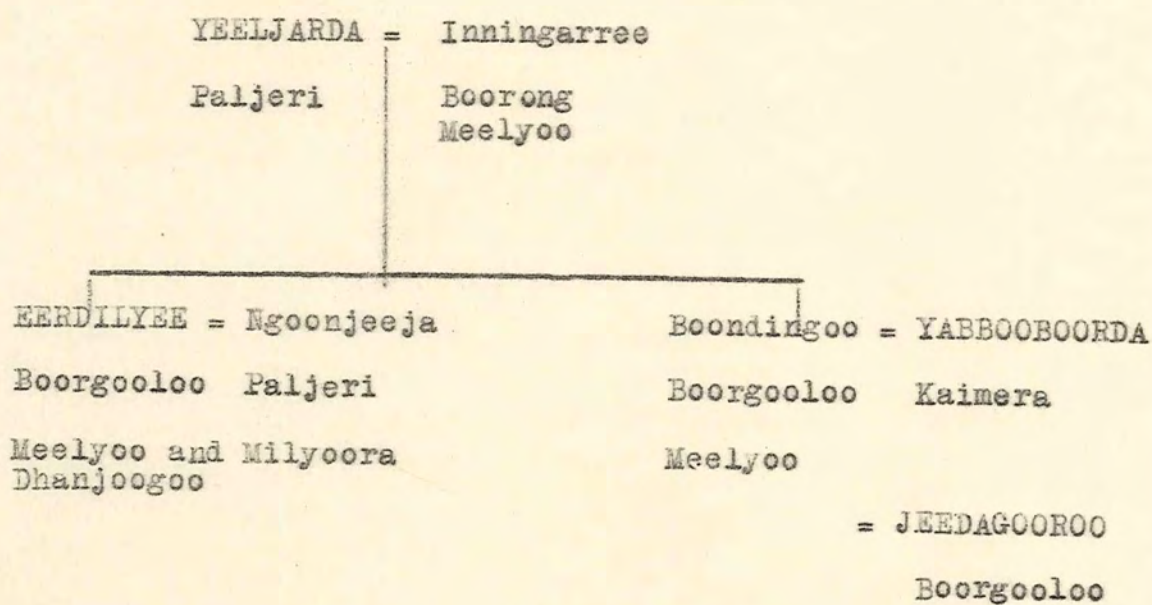 YEELJARDA = Inningarree
Paljeri Boorong
Meelyoo
EERDILYEE = Ngoonjeeja Boondingoo = YABBOOBOORDA
Boorgooloo Paljeri Boorgooloo Kaimera
Meelyoo and Milyoora Meelyoo
Dhanjoogoo
= JEEDAGOOROO
Boorgooloo